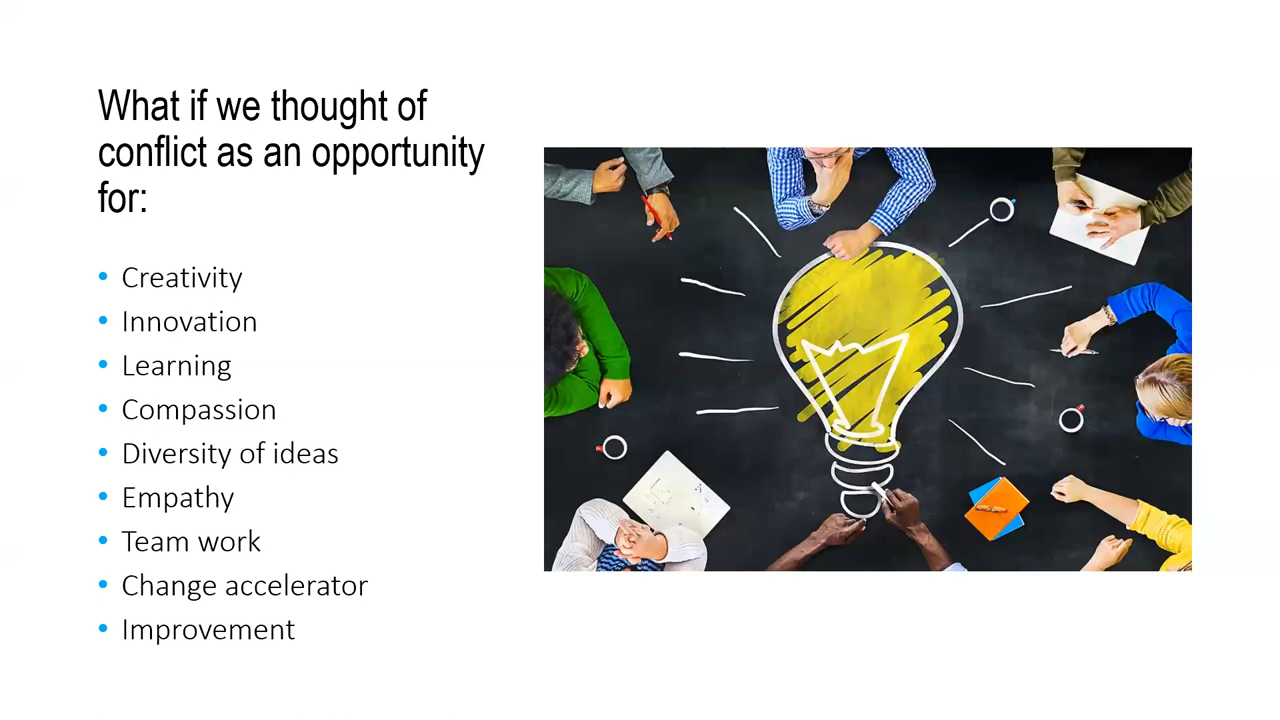 What if we thought of
conflict as an opportunity
for:
• Creativity
• Innovation
• Learning
• Compassion
• Diversity of ideas
• Empathy
• Team work
• Change accelerator
• Improvement